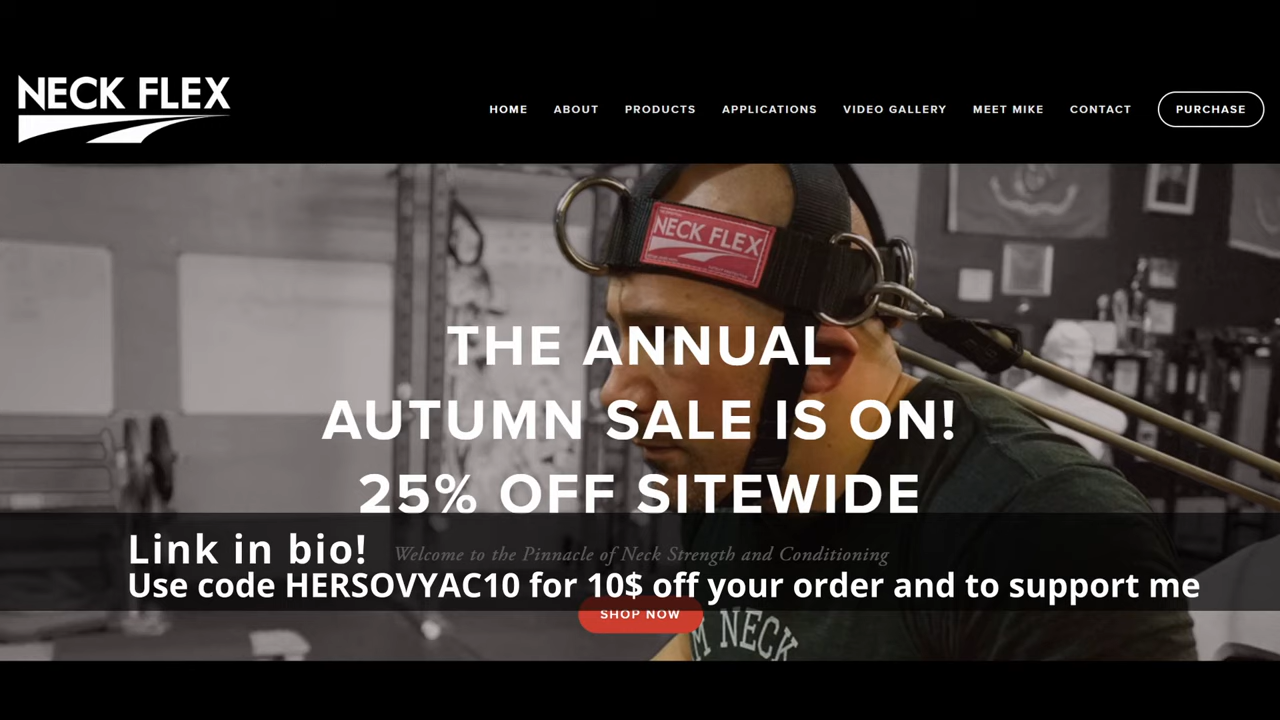 NECK FLEX
HOME ABOUT PRODUCTS APPLICATIONS VIDEO GALLERY MEET MIKE CONTACT PURCHASE
NECK FLEX
THE ANNUAL
AUTUMN SALE IS ON!
25% OFF SITEWIDE
Link in bio!
Welcome to the Pinnacle of Neck Strength and Conditioning
Use code HERSOVYAC10 for 10$ off your order and to support me
SHOP NOW
M NECK